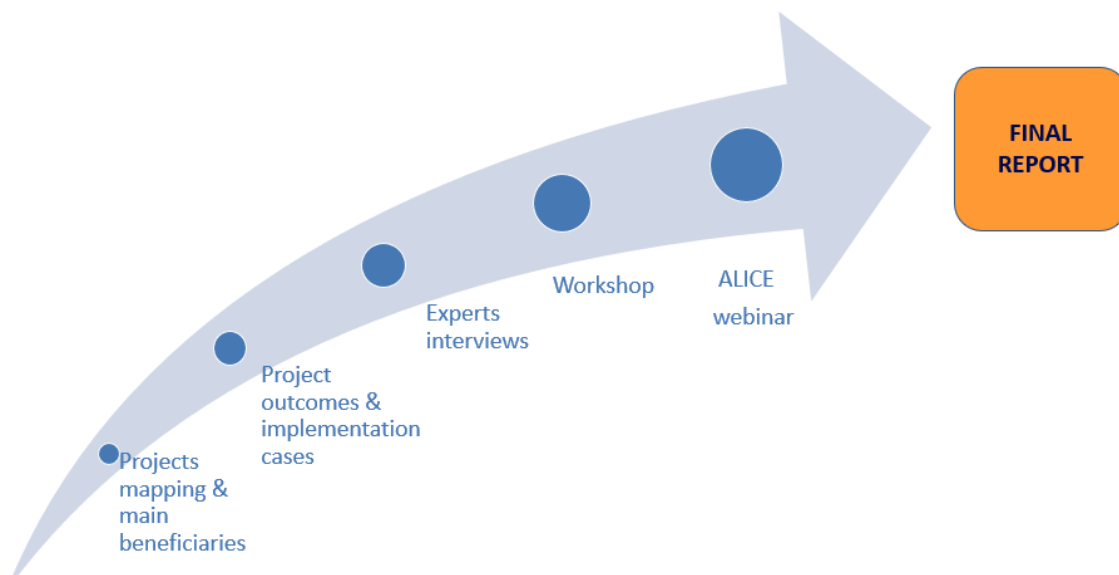 Projects
mapping &
main
beneficiaries
Project
outcomes &
implementation
cases
Experts
interviews
Workshop
ALICE
webinar
FINAL
REPORT